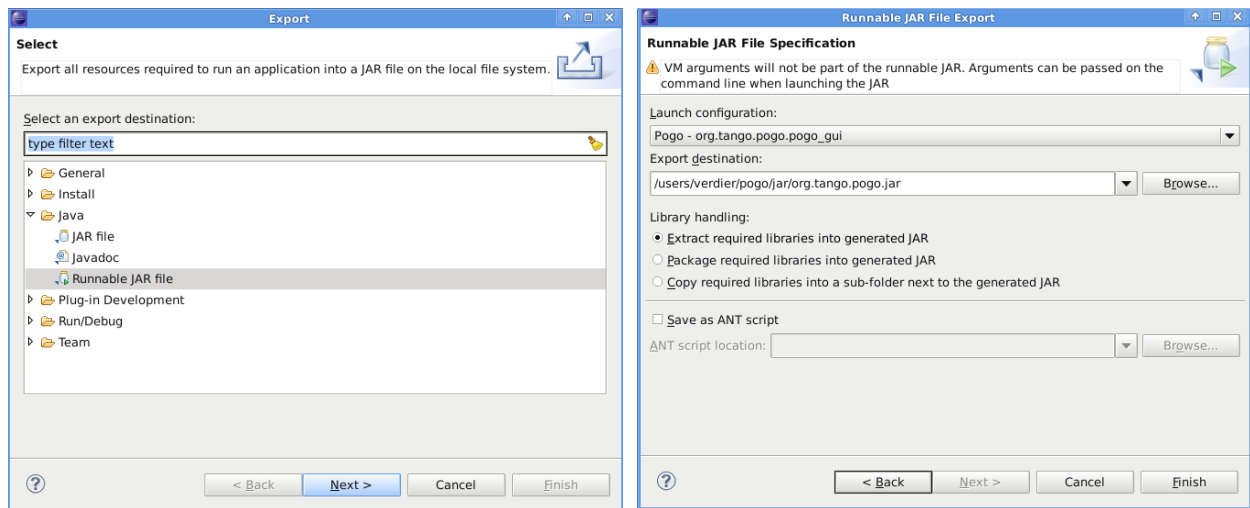 Export
Select
Export all resources required to run an application into a JAR file on the local file system.
Select an export destination:
type filter text
General
Install
Java
JAR file
Javadoc
Runnable JAR file
Plug-in Development
Run/Debug
Team
?
< Back
Next >
Cancel
Finish
Runnable JAR File Export
Runnable JAR File Specification
VM arguments will not be part of the runnable JAR. Arguments can be passed on the
command line when launching the JAR
Launch configuration:
Pogo - org.tango.pogo.pogo_gui
Export destination:
/users/verdier/pogo/jar/org.tango.pogo.jar
Browse...
Library handling:
Extract required libraries into generated JAR
Package required libraries into generated JAR
Copy required libraries into a sub-folder next to the generated JAR
Save as ANT script
ANT script location:
Browse...
?
< Back
Next >
Cancel
Finish